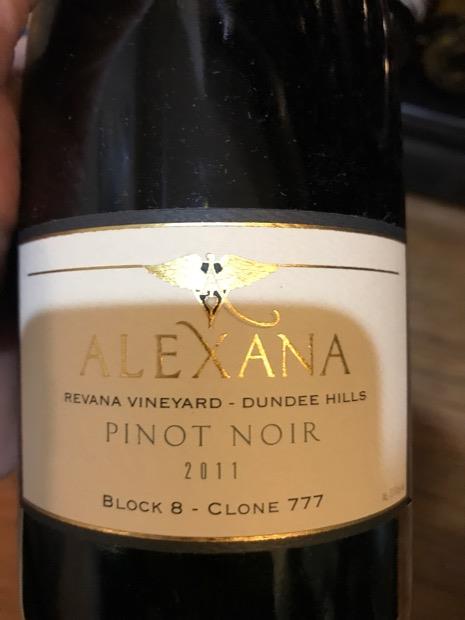 ALEXANA
REVANA VINEYARD - DUNDEE HILLS
PINOT NOIR
2011
BLOCK 8 - CLONE 777